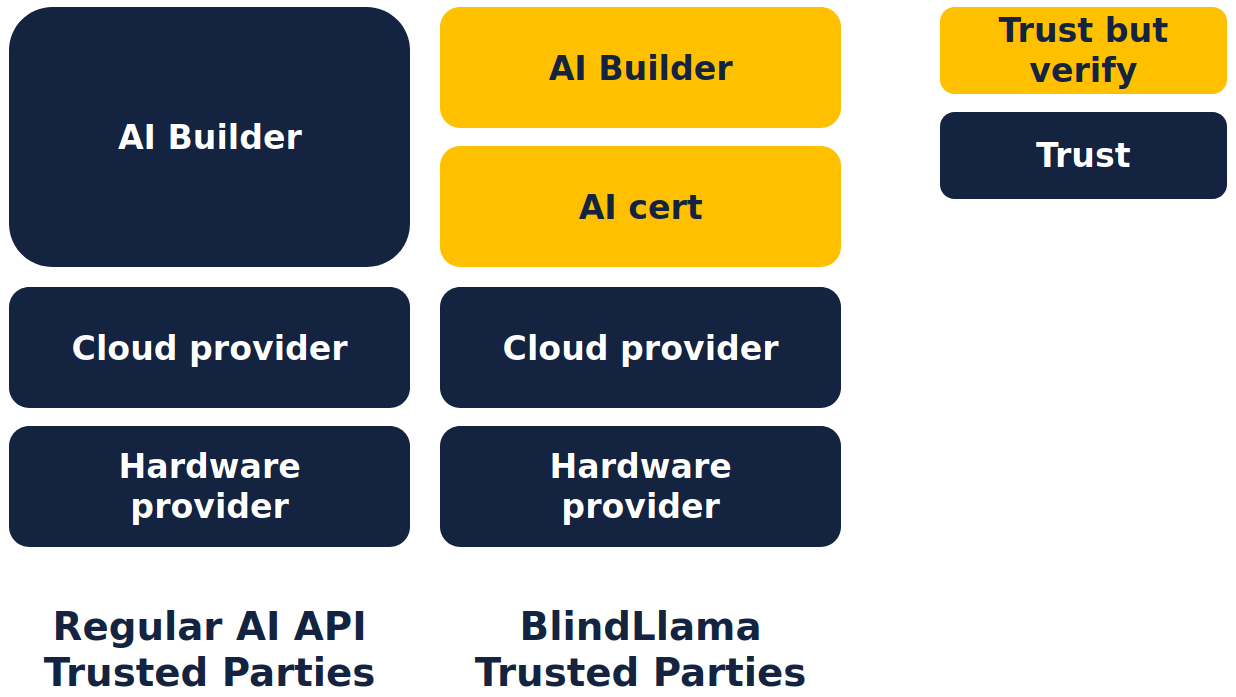 AI Builder
Cloud provider
Hardware
provider
Regular AI API
Trusted Parties
AI Builder
AI cert
Cloud provider
Hardware
provider
BlindLlama
Trusted Parties
Trust but
verify
Trust